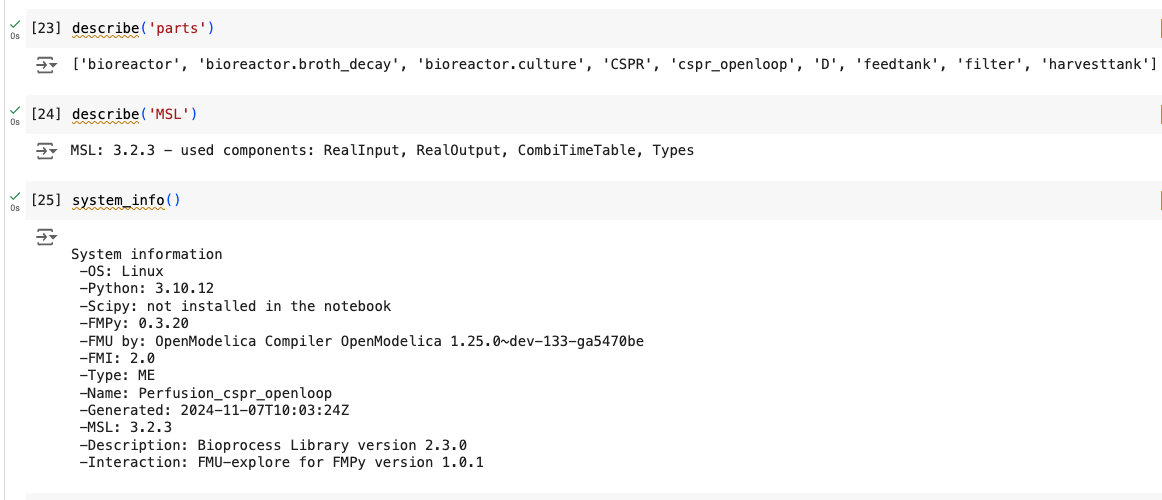 [23] describe('parts')
0s
['bioreactor', 'bioreactor.broth_decay', 'bioreactor.culture', 'CSPR', 'cspr_openloop', 'D', 'feedtank', 'filter', 'harvesttank']
[24] describe('MSL')
0s
MSL: 3.2.3 – used components: RealInput, RealOutput, CombiTimeTable, Types
[25] system_info()
0s
System information
–OS: Linux
–Python: 3.10.12
–Scipy: not installed in the notebook
–FMPy: 0.3.20
–FMU by: OpenModelica Compiler OpenModelica 1.25.0~dev-133-ga5470be
–FMI: 2.0
–Type: ME
–Name: Perfusion_cspr_openloop
–Generated: 2024-11-07T10:03:24Z
–MSL: 3.2.3
–Description: Bioprocess Library version 2.3.0
–Interaction: FMU-explore for FMPy version 1.0.1